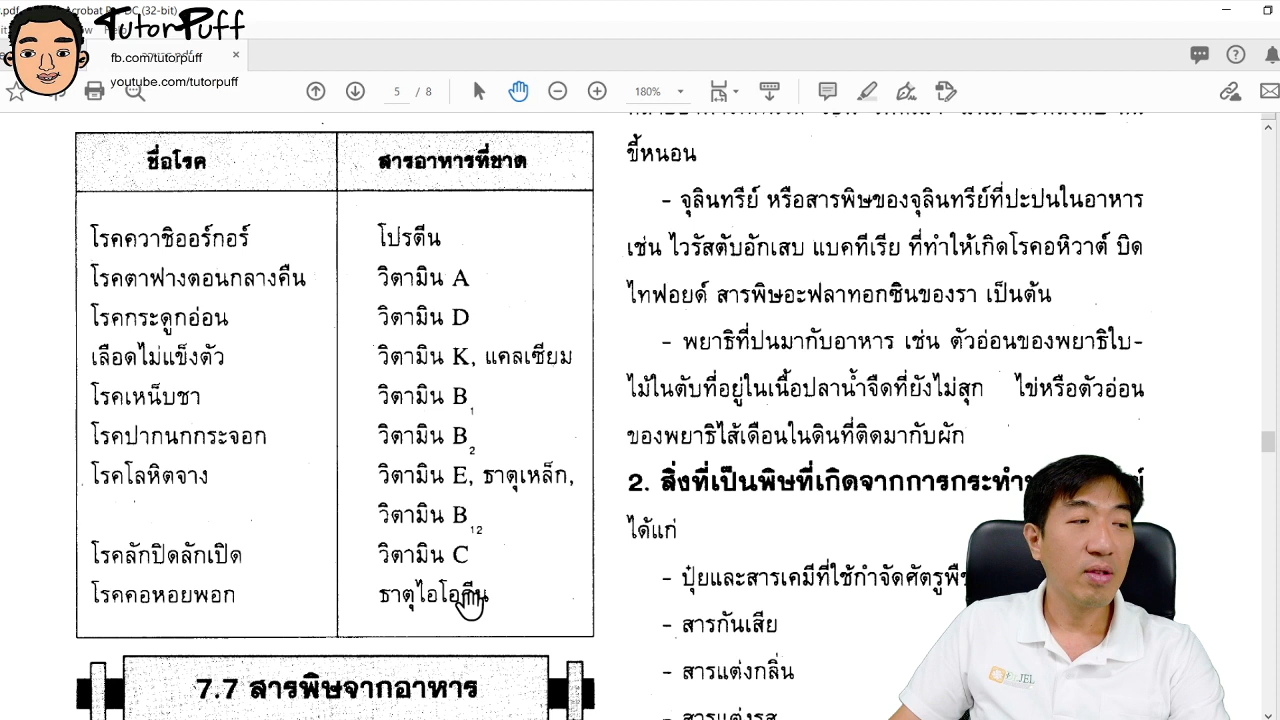 TutorPuff
fb.com/tutorpuff
youtube.com/tutorpuff
Acrobat
DC (32-bit)
5 / 8
180%
ชื่อโรค
สารอาหารที่ขาด
โรคควาชิออร์กอร์
โปรตีน
โรคตาฟางตอนกลางคืน
วิตามิน A
โรคกระดูกอ่อน
วิตามิน D
เลือดไม่แข็งตัว
วิตามิน K, แคลเซียม
โรคเหน็บชา
วิตามิน B1
โรคปากนกกระจอก
วิตามิน B2
โรคโลหิตจาง
วิตามิน E, ธาตุเหล็ก,
วิตามิน B12
โรคลักปิดลักเปิด
วิตามิน C
โรคคอหอยพอก
7.7 สารพิษจากอาหาร
ขี้หนอน
- จุลินทรีย์ หรือสารพิษของจุลินทรีย์ที่ปะปนในอาหาร
เช่น ไวรัสตับอักเสบ แบคทีเรีย ที่ทำให้เกิดโรคอหิวาต์ บิด
ไทฟอยด์ สารพิษอะฟลาทอกซินของรา เป็นต้น
- พยาธิที่ปนมากับอาหาร เช่น ตัวอ่อนของพยาธิใบ-
ไม้ในตับที่อยู่ในเนื้อปลาน้ำจืดที่ยังไม่สุก ไข่หรือตัวอ่อน
ของพยาธิไส้เดือนในดินที่ติดมากับผัก
2. สิ่งที่เป็นพิษที่เกิดจากการกระทำ
ได้แก่
- ปุ๋ยและสารเคมีที่ใช้กำจัดศัตรูพืช
- สารกันเสีย
- สารแต่งกลิ่น
- สารแต่งรส